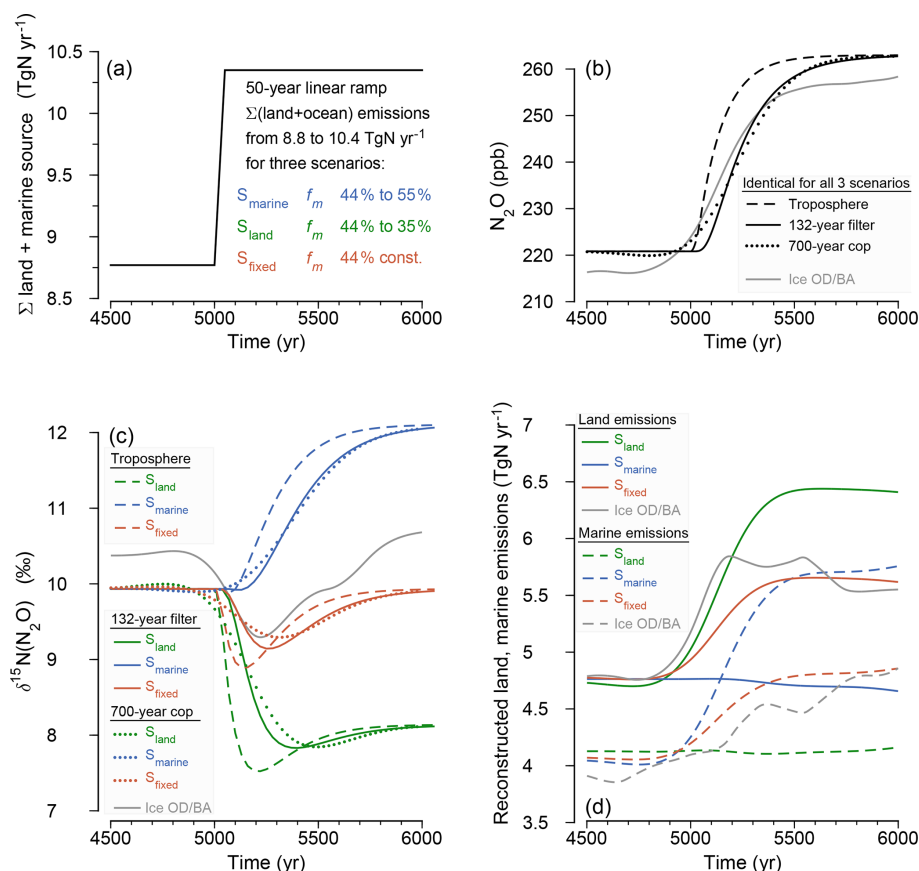 (a)
Σ land + marine source (TgN yr⁻¹)
10.5
10
9.5
9.25
9
8.5
50-year linear ramp
Σ(land+ocean) emissions
from 8.8 to 10.4 TgN yr⁻¹
for three scenarios:
S_marine f_m 44% to 55%
S_land f_m 44% to 35%
S_fixed f_m 44% const.
4500 5000 5500 6000
Time (yr)
(b)
N₂O (ppb)
260
250
240
230
220
210
Identical for all 3 scenarios
Troposphere
132-year filter
700-year cop
Ice OD/BA
4500 5000 5500 6000
Time (yr)
(c)
δ¹⁵N(N₂O) (‰)
12
11
10
9
8
7
Troposphere
S_land
S_marine
S_fixed
132-year filter
S_land
S_marine
S_fixed
700-year cop
S_land
S_marine
S_fixed
Ice OD/BA
4500 5000 5500 6000
Time (yr)
(d)
Reconstructed land, marine emissions (TgN yr⁻¹)
7
6.5
6
5.5
5
4.5
4
3.5
Land emissions
S_land
S_marine
S_fixed
Ice OD/BA
Marine emissions
S_land
S_marine
S_fixed
Ice OD/BA
4500 5000 5500 6000
Time (yr)